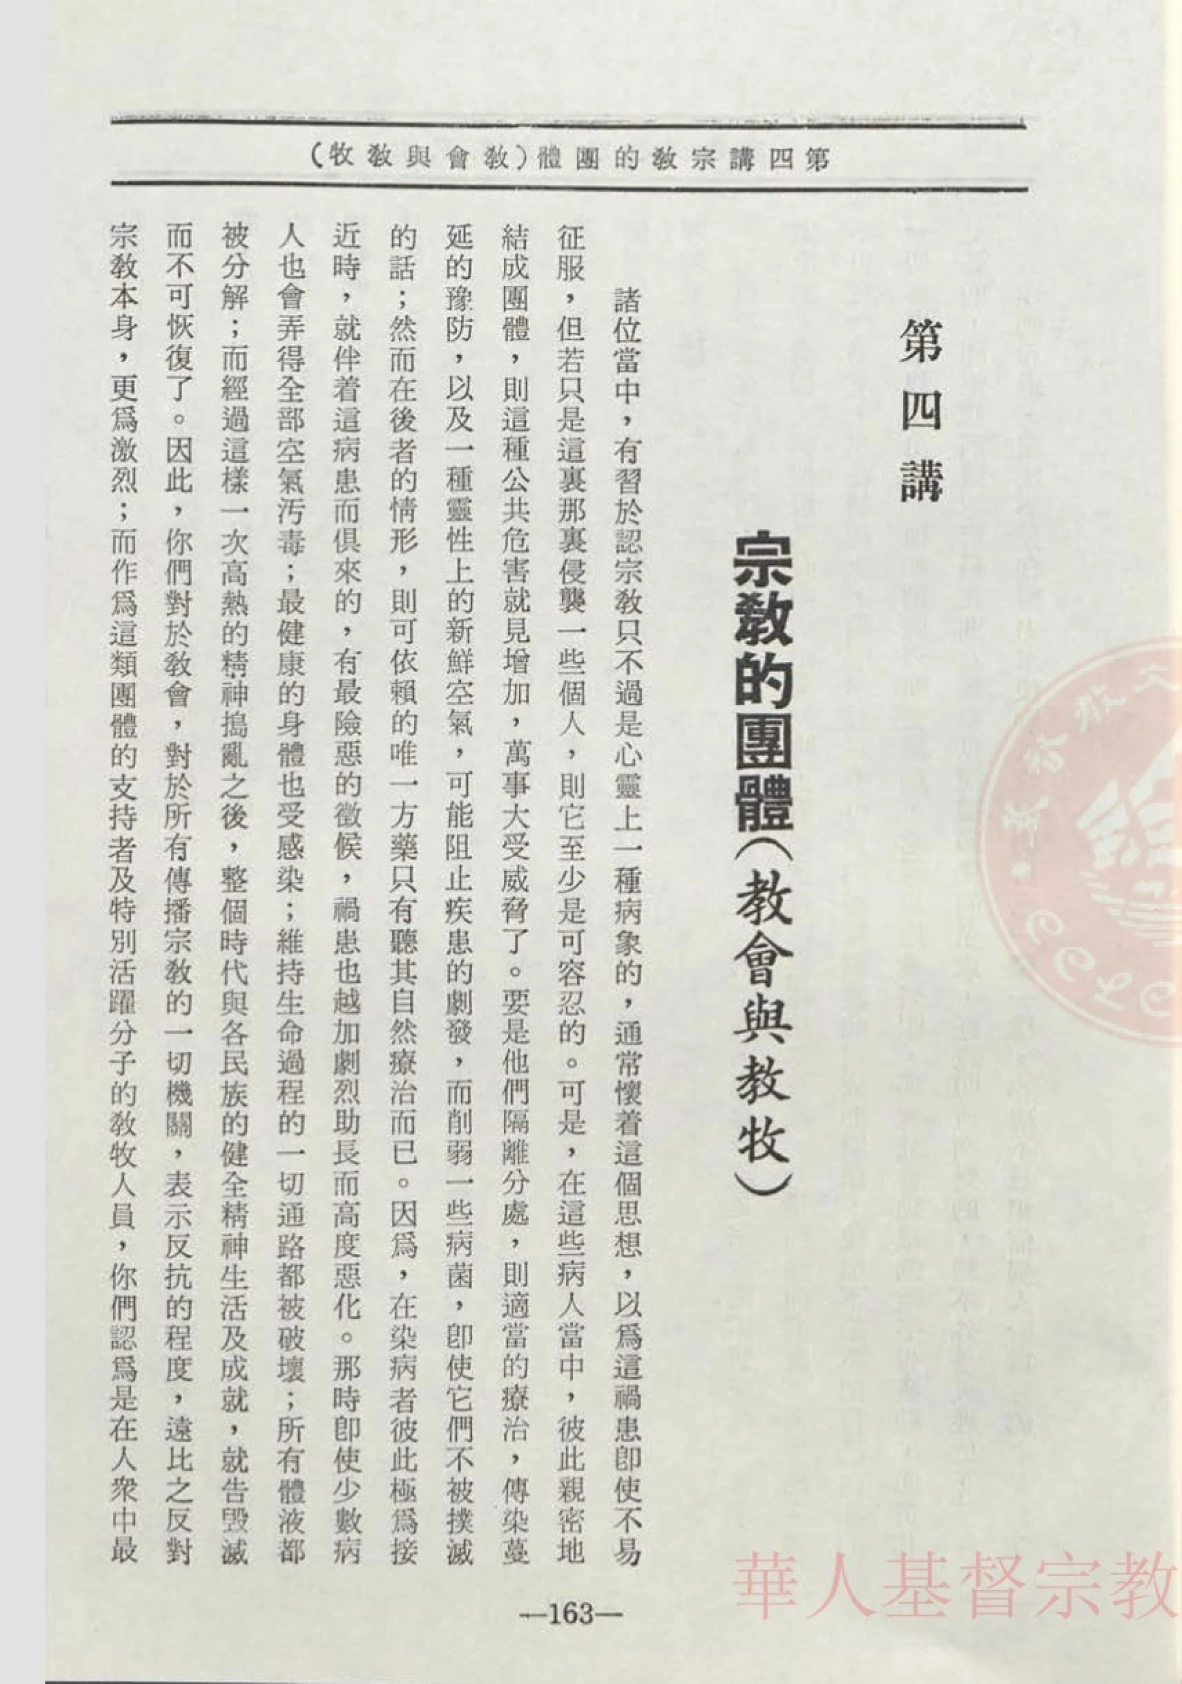 第四講宗敎的團體(敎會與敎牧)
第四講
宗敎的團體(教會與教牧)
諸位當中，有習於認宗敎只不過是心靈上一種病象的，通常懷着這個思想，以爲這禍患卽使不易
征服，但若只是這裏那裏侵襲一些個人，則它至少是可容忍的。可是，在這些病人當中，彼此親密地
結成團體，則這種公共危害就見增加，萬事大受威脅了。要是他們隔離分處，則適當的療治，傳染蔓
延的豫防，以及一種靈性上的新鮮空氣，可能阻止疾患的劇發，而削弱一些病菌，卽使它們不被撲滅
的話；然而在後者的情形，則可依賴的唯一方藥只有聽其自然療治而已。因爲，在染病者彼此極爲接
近時，就伴着這病患而俱來的，有最險惡的徵候，禍患也越加劇烈助長而高度惡化。那時卽使少數病
人也會弄得全部空氣汚毒；最健康的身體也受感染；維持生命過程的一切通路都被破壞；所有體液都
被分解；而經過這樣一次高熱的精神搗亂之後，整個時代與各民族的健全精神生活及成就，就告毁滅
而不可恢復了。因此，你們對於敎會，對於所有傳播宗敎的一切機關，表示反抗的程度，遠比之反對
宗敎本身，更爲激烈；而作爲這類團體的支持者及特別活躍分子的敎牧人員，你們認爲是在人衆中最
—163—
華人基督宗教